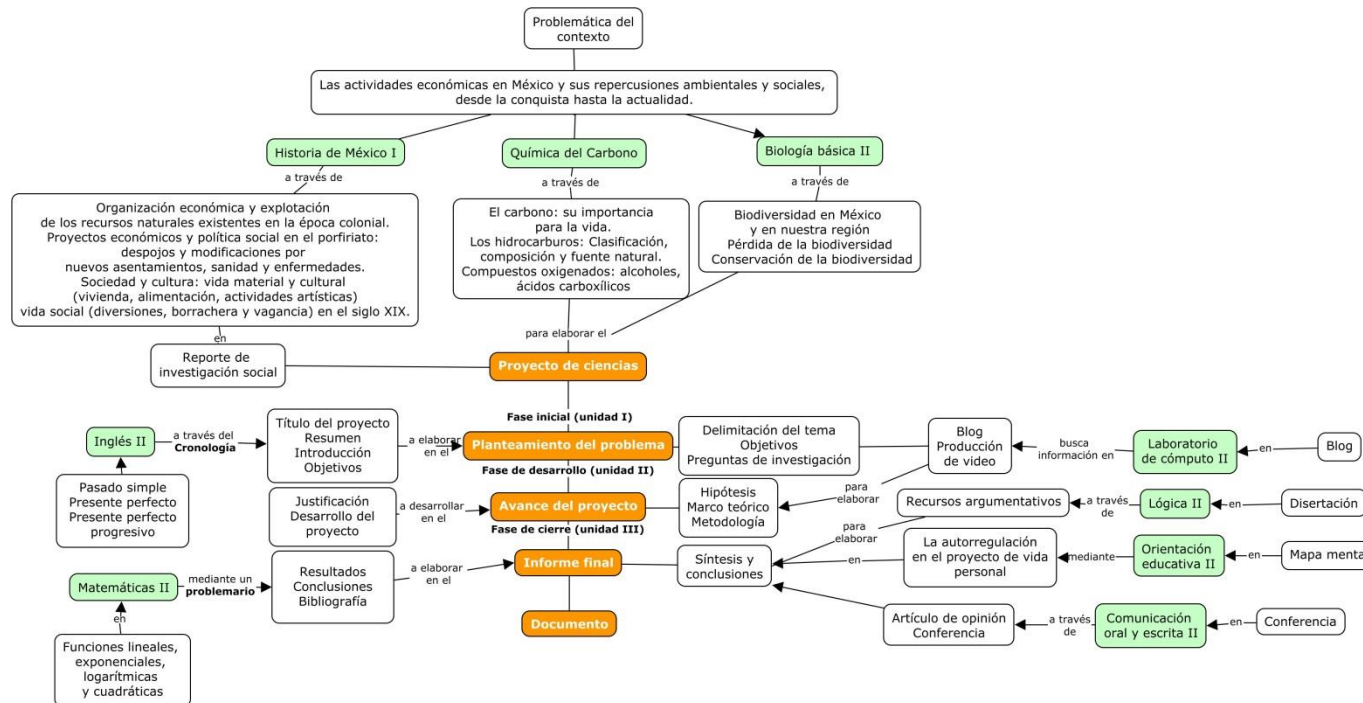 Problemática del
contexto
Las actividades económicas en México y sus repercusiones ambientales y sociales,
desde la conquista hasta la actualidad.
Historia de México I
Química del Carbono
Biología básica II
a través de
a través de
a través de
Organización económica y explotación
de los recursos naturales existentes en la época colonial.
Proyectos económicos y política social en el porfiriato:
despojos y modificaciones por
nuevos asentamientos, sanidad y enfermedades.
Sociedad y cultura: vida material y cultural
(vivienda, alimentación, actividades artísticas)
vida social (diversiones, borrachera y vagancia) en el siglo XIX.
El carbono: su importancia
para la vida.
Los hidrocarburos: Clasificación,
composición y fuente natural.
Compuestos oxigenados: alcoholes,
ácidos carboxílicos
Biodiversidad en México
y en nuestra región
Pérdida de la biodiversidad
Conservación de la biodiversidad
en
para elaborar el
Reporte de
investigación social
Proyecto de ciencias
Fase inicial (unidad I)
Inglés II
a través del
Cronología
Título del proyecto
Resumen
Introducción
Objetivos
a elaborar
en el
Planteamiento del problema
Delimitación del tema
Objetivos
Preguntas de investigación
Blog
Producción
de video
busca
información en
Laboratorio
de cómputo II
en
Blog
Fase de desarrollo (unidad II)
Pasado simple
Presente perfecto
Presente perfecto
progresivo
Justificación
Desarrollo del
proyecto
a desarrollar
en el
Avance del proyecto
Hipótesis
Marco teórico
Metodología
para
elaborar
Recursos argumentativos
a través
de
Lógica II
en
Disertación
Fase de cierre (unidad III)
para
elaborar
Matemáticas II
mediante un
problemario
Resultados
Conclusiones
Bibliografía
a elaborar
en el
Informe final
Síntesis y
conclusiones
en
La autorregulación
en el proyecto de vida
personal
mediante
Orientación
educativa II
en
Mapa menta
en
Documento
Artículo de opinión
Conferencia
a través
de
Comunicación
oral y escrita II
en
Conferencia
Funciones lineales,
exponenciales,
logarítmicas
y cuadráticas